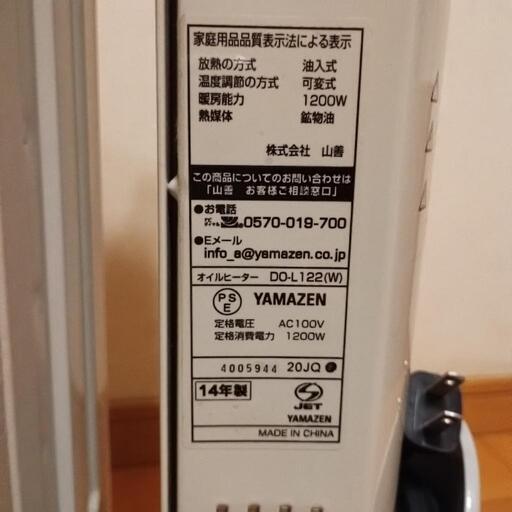 家庭用品品質表示法による表示
放熱の方式 油入式
温度調節の方式 可変式
暖房能力 1200W
熱媒体 鉱物油
株式会社 山善
この商品についてのお問い合わせは
「山善 お客様ご相談窓口」
●お電話
0570-019-700
●Eメール
info_a@yamazen.co.jp
オイルヒーター DO-L122(W)
PSE YAMAZEN
定格電圧 AC100V
定格消費電力 1200W
4005944 20JQ
14年製
JET
YAMAZEN
MADE IN CHINA